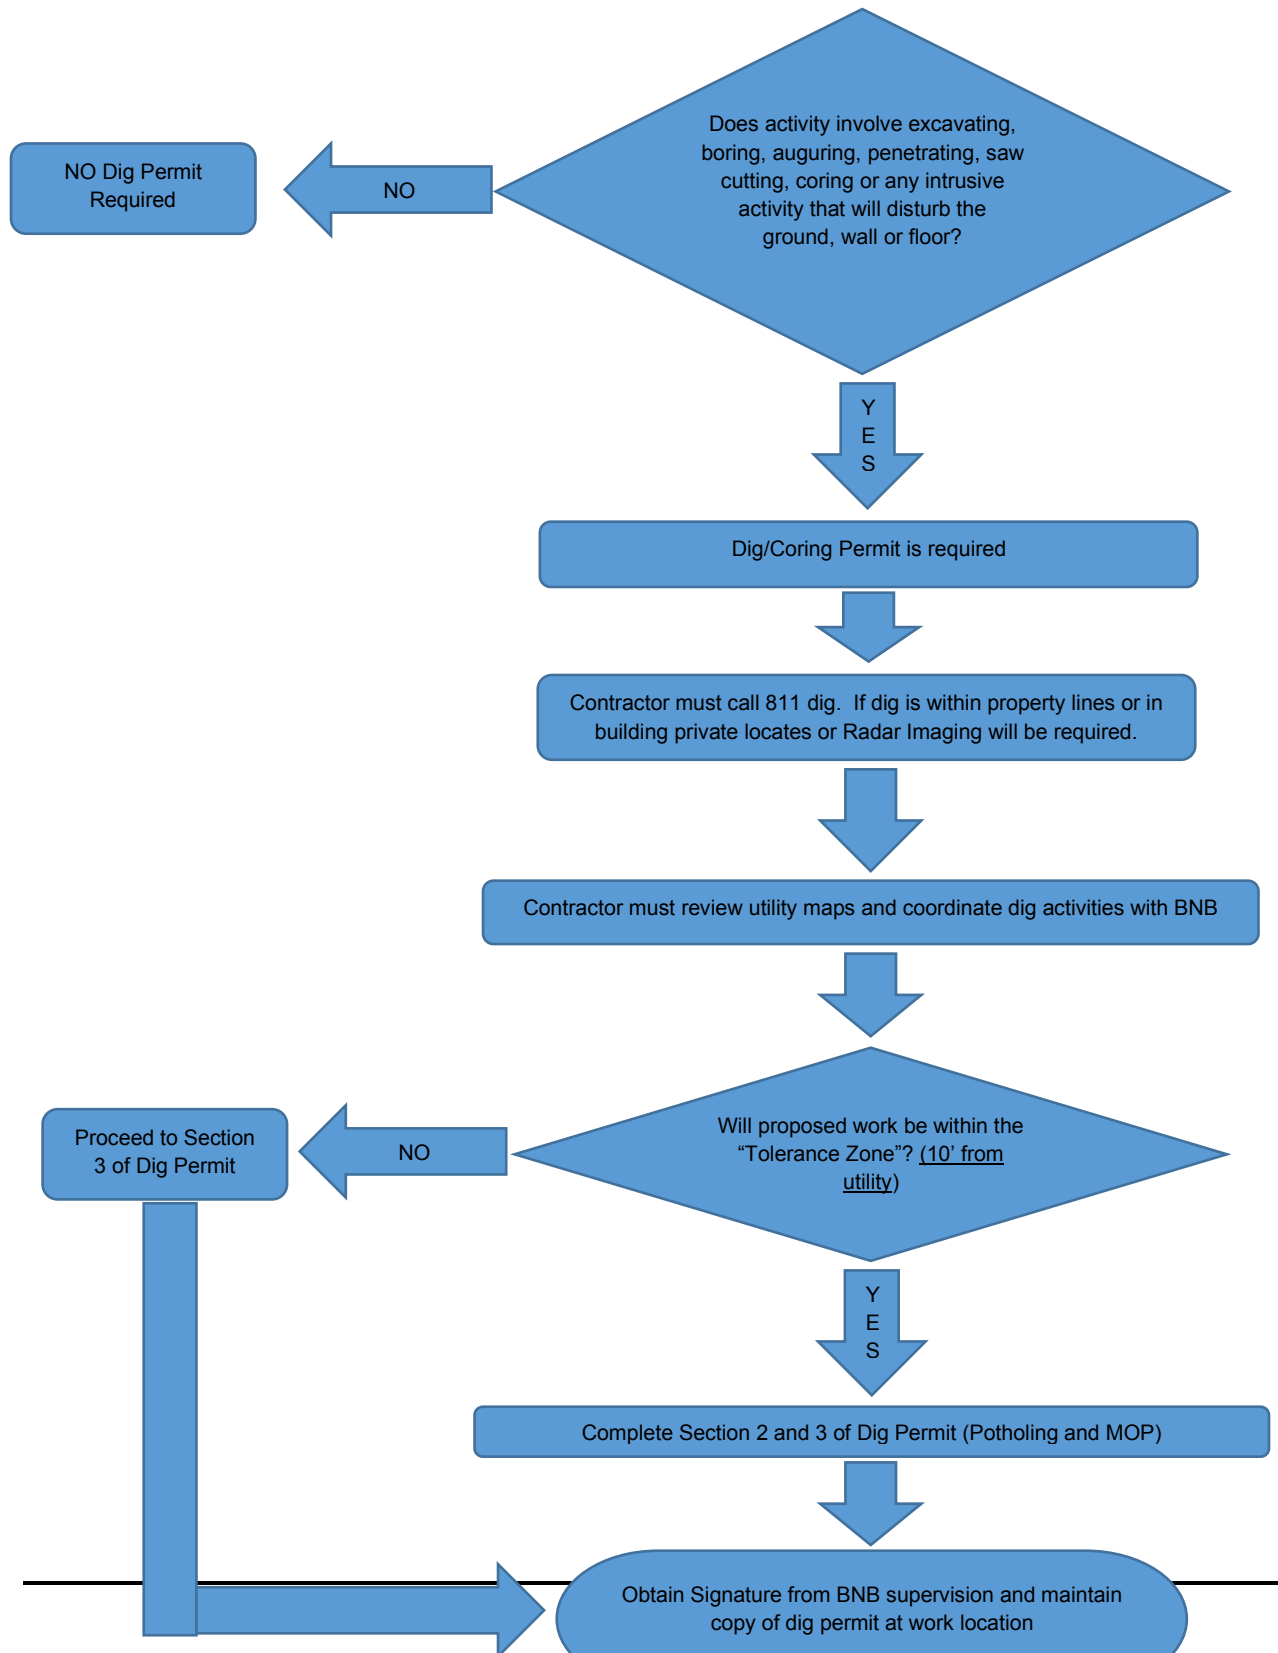 Does activity involve excavating,
boring, auguring, penetrating, saw
cutting, coring or any intrusive
activity that will disturb the
ground, wall or floor?
NO
NO Dig Permit
Required
Y
E
S
Dig/Coring Permit is required
Contractor must call 811 dig.  If dig is within property lines or in
building private locates or Radar Imaging will be required.
Contractor must review utility maps and coordinate dig activities with BNB
Will proposed work be within the
“Tolerance Zone”? (10’ from
utility)
NO
Proceed to Section
3 of Dig Permit
Y
E
S
Complete Section 2 and 3 of Dig Permit (Potholing and MOP)
Obtain Signature from BNB supervision and maintain
copy of dig permit at work location